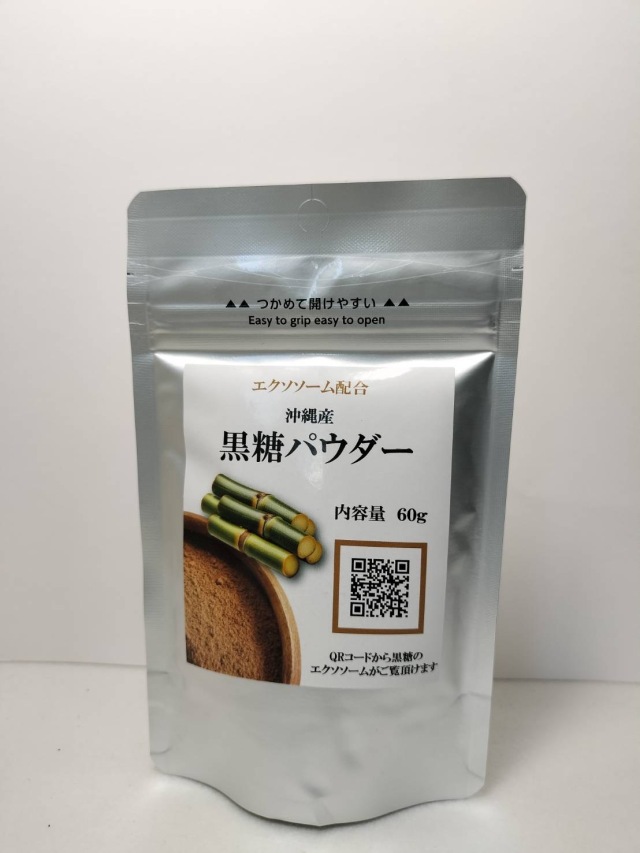 ▲▲ つかめて開けやすい ▲▲
Easy to grip easy to open
エクソソーム配合
沖縄産
黒糖パウダー
内容量 60g
QRコードから黒糖の
エクソソームがご覧頂けます